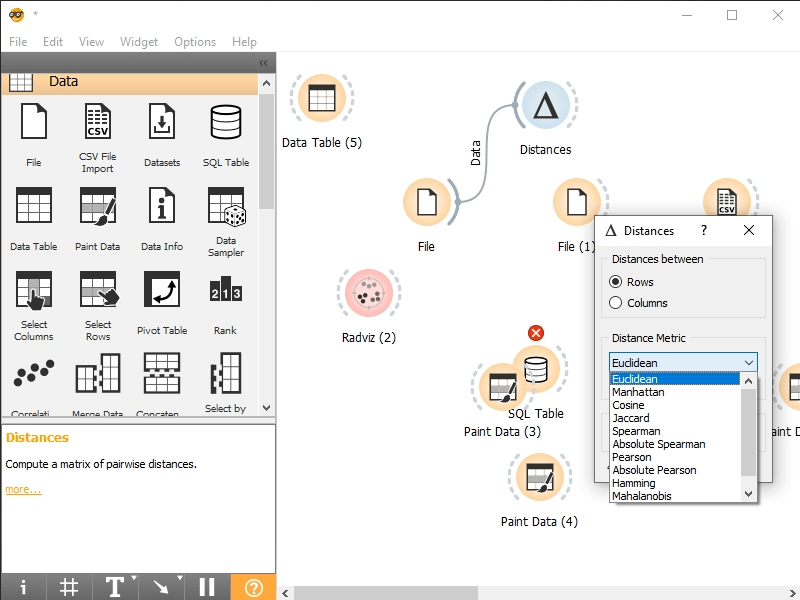 *
File Edit View Widget Options Help
Data
File
CSV File
Import
Datasets
SQL Table
Data Table
Paint Data
Data Info
Data
Sampler
Select
Columns
Select
Rows
Pivot Table
Rank
Correlati
Merge Data
Concaten
Select by
Distances
Compute a matrix of pairwise distances.
more...
Data Table (5)
Data
Distances
File
File (1)
CSV
Radviz (2)
SQL Table
Paint Data (3)
Paint Data (4)
aint D
Distances
?
Distances between
Rows
Columns
Distance Metric
Euclidean
Euclidean
Manhattan
Cosine
Jaccard
Spearman
Absolute Spearman
Pearson
Absolute Pearson
Hamming
Mahalanobis